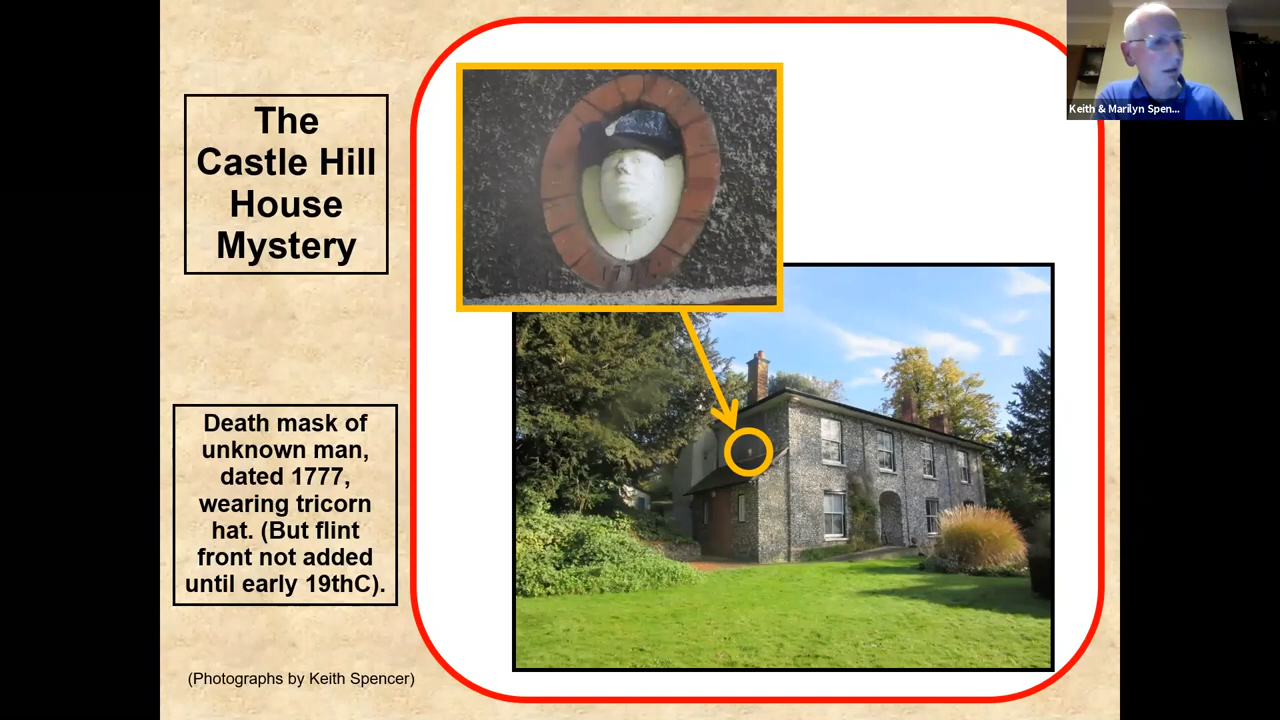 The
Castle Hill
House
Mystery
Death mask of
unknown man,
dated 1777,
wearing tricorn
hat. (But flint
front not added
until early 19thC).
(Photographs by Keith Spencer)
Keith & Marilyn Spen...
1777